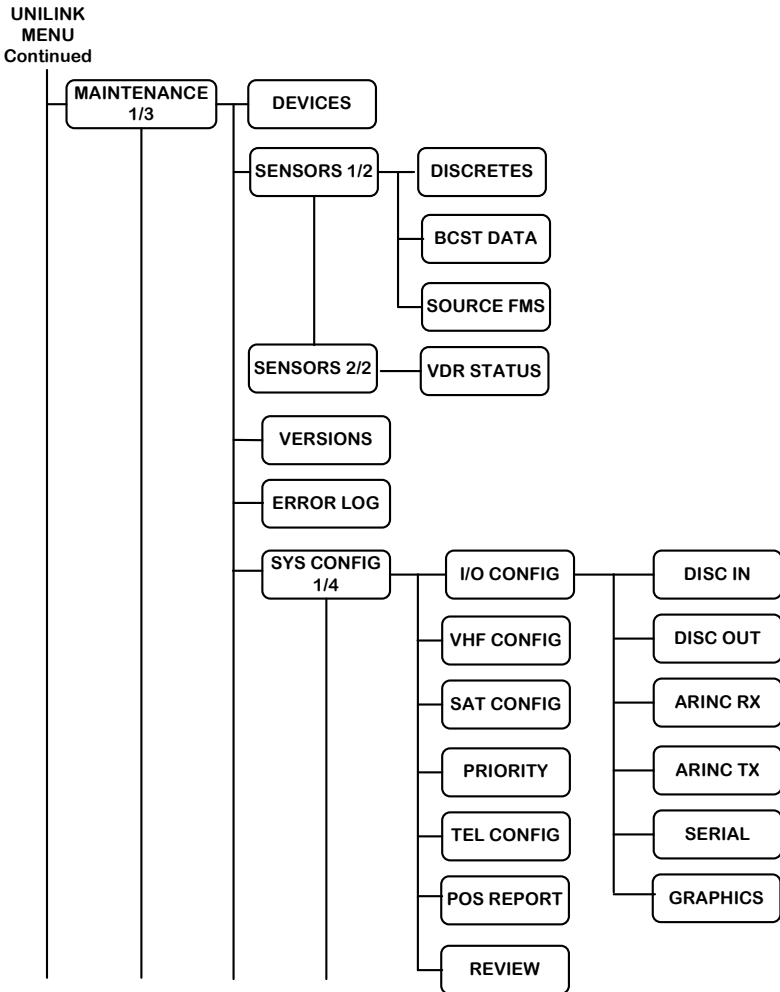 UNILINK
MENU
Continued
MAINTENANCE
1/3
DEVICES
SENSORS 1/2
DISCRETES
BCST DATA
SOURCE FMS
SENSORS 2/2
VDR STATUS
VERSIONS
ERROR LOG
SYS CONFIG
1/4
I/O CONFIG
DISC IN
VHF CONFIG
DISC OUT
SAT CONFIG
ARINC RX
PRIORITY
ARINC TX
TEL CONFIG
SERIAL
POS REPORT
GRAPHICS
REVIEW